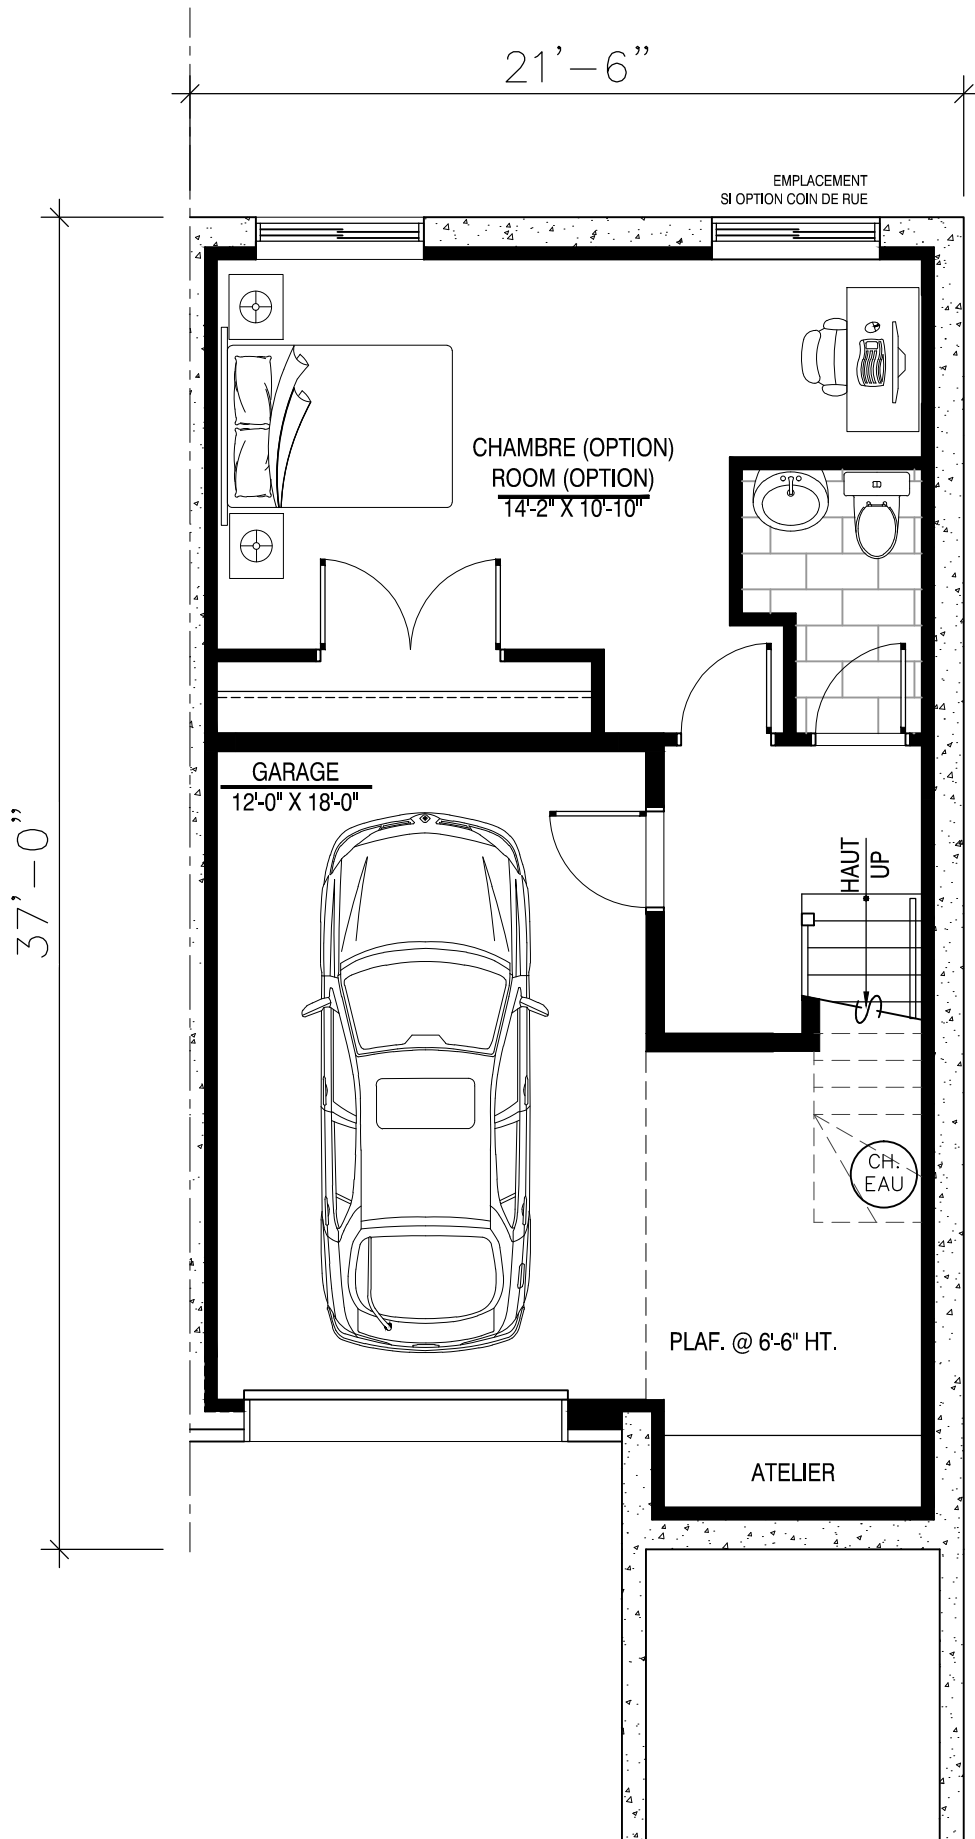 21'-6"
EMPLACEMENT
SI OPTION COIN DE RUE
CHAMBRE (OPTION)
ROOM (OPTION)
14'-2" X 10'-10"
GARAGE
12'-0" X 18'-0"
37'-0"
HAUT
UP
CH.
EAU
PLAF. @ 6'-6" HT.
ATELIER